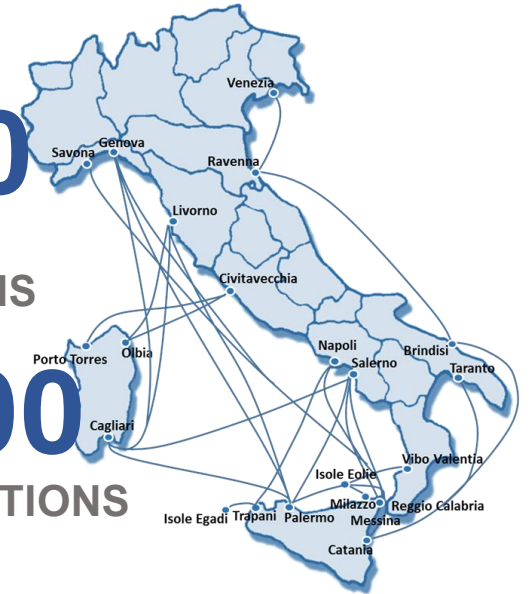 Venezia
Genova
Savona
Ravenna
Livorno
Civitavecchia
Napoli
Brindisi
Porto Torres
Olbia
Salerno
Taranto
Cagliari
Vibo Valentia
Isole Eolie
Milazzo
Reggio Calabria
Isole Egadi
Trapani
Palermo
Messina
Catania
0
NS
00
TIONS